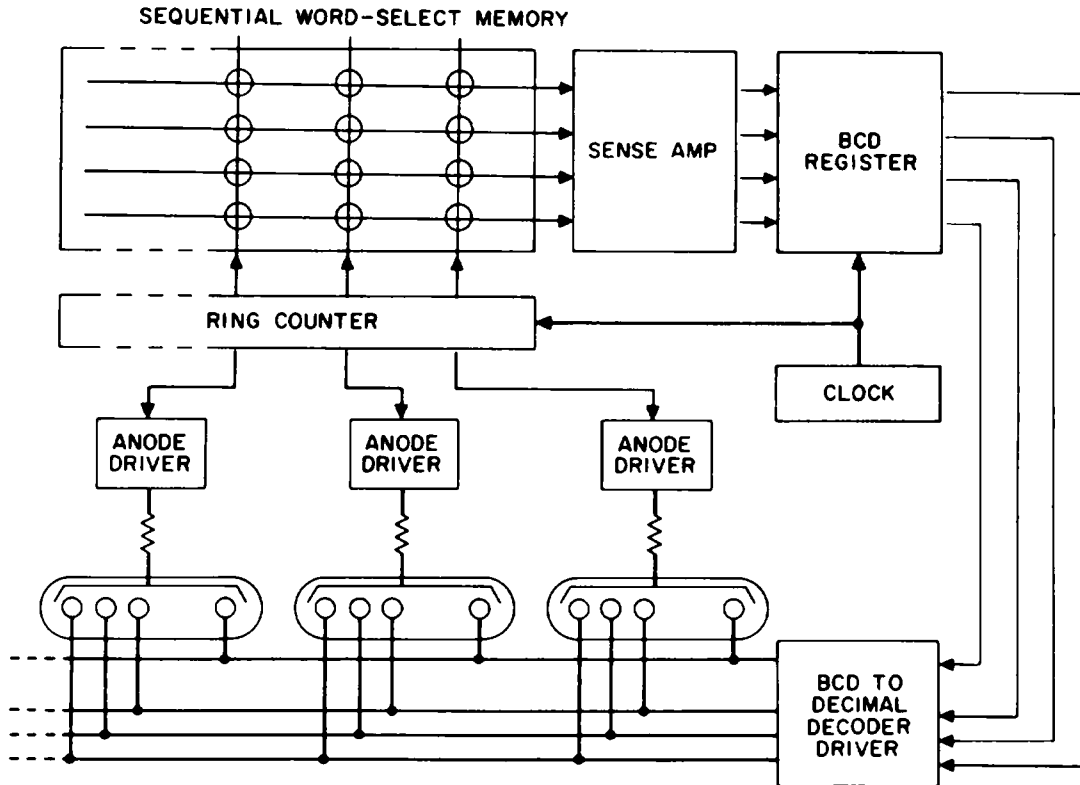 SEQUENTIAL WORD-SELECT MEMORY
SENSE AMP
BCD
REGISTER
RING COUNTER
CLOCK
ANODE
DRIVER
ANODE
DRIVER
ANODE
DRIVER
BCD TO
DECIMAL
DECODER
DRIVER